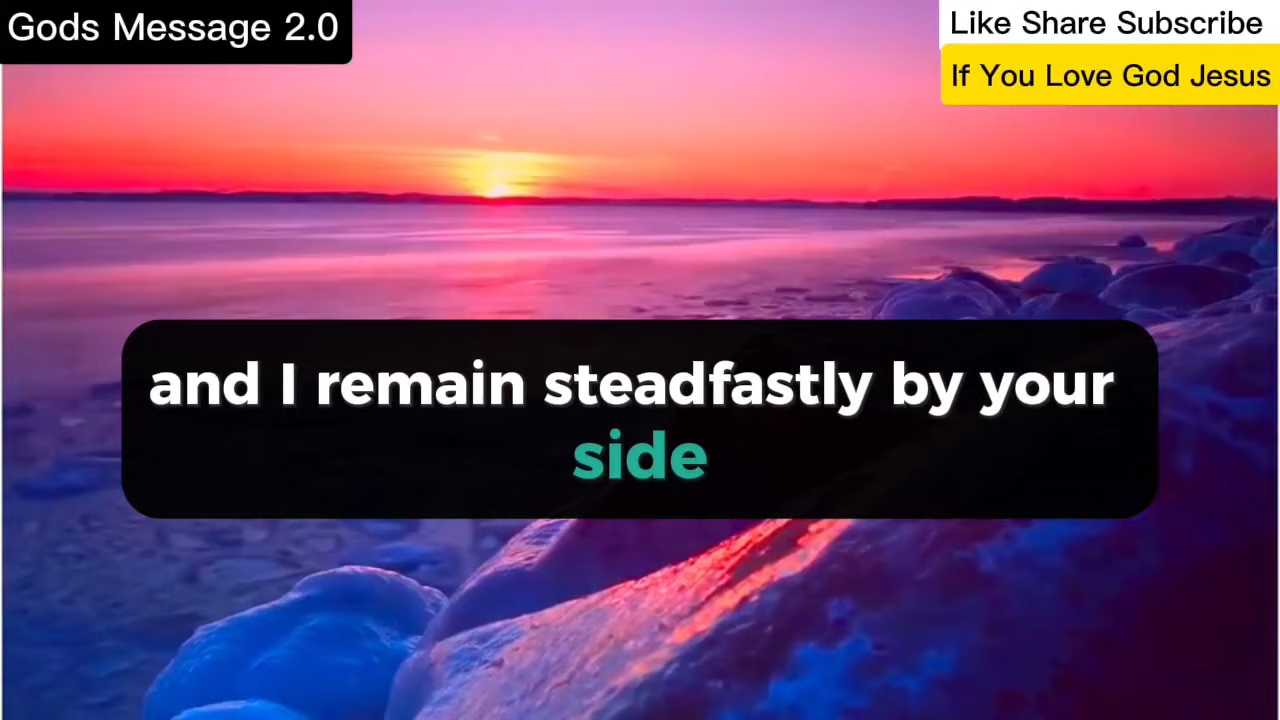 Gods Message 2.0
Like Share Subscribe
If You Love God Jesus
and I remain steadfastly by your
side